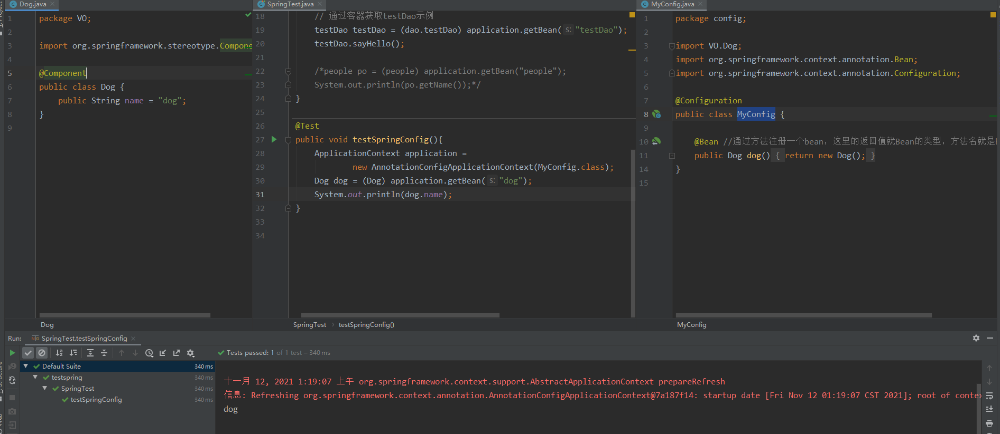 Dog.java
1 package VO;
2
3 import org.springframework.stereotype.Compone
4
5 @Component
6 public class Dog {
7 public String name = "dog";
8 }
9
SpringTest.java
18 // 通过容器获取testDao示例
19 testDao testDao = (dao.testDao) application.getBean( s: "testDao");
20 testDao.sayHello();
21
22 /*people po = (people) application.getBean("people");
23 System.out.println(po.getName());*/
24 }
25
26 @Test
27 public void testSpringConfig(){
28 ApplicationContext application =
29 new AnnotationConfigApplicationContext(MyConfig.class);
30 Dog dog = (Dog) application.getBean( s: "dog");
31 System.out.println(dog.name);
32 }
33
34
MyConfig.java
1 package config;
2
3 import VO.Dog;
4 import org.springframework.context.annotation.Bean;
5 import org.springframework.context.annotation.Configuration;
6
7 @Configuration
8 public class MyConfig {
9
10 @Bean //通过方法注册一个bean，这里的返回值就Bean的类型，方法名就是
11 public Dog dog() { return new Dog(); }
14 }
15
Dog
SpringTest › testSpringConfig()
MyConfig
Run: SpringTest.testSpringConfig
Tests passed: 1 of 1 test – 340 ms
Default Suite 340 ms
testspring 340 ms
SpringTest 340 ms
testSpringConfig 340 ms
十一月 12, 2021 1:19:07 上午 org.springframework.context.support.AbstractApplicationContext prepareRefresh
信息: Refreshing org.springframework.context.annotation.AnnotationConfigApplicationContext@7a187f14: startup date [Fri Nov 12 01:19:07 CST 2021]; root of contex
dog